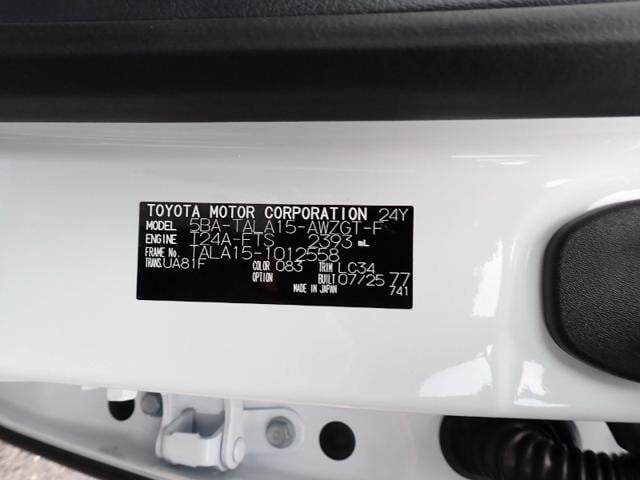 TOYOTA MOTOR CORPORATION 24Y
MODEL 5BA-TALA15-AWZGT-F
ENGINE T24A-FTS 2393 mL
FRAME No. TALA15-1012558
TRANS. UA81F COLOR 083 TRIM LC34
OPTION BUILT 07/25 77
MADE IN JAPAN 741